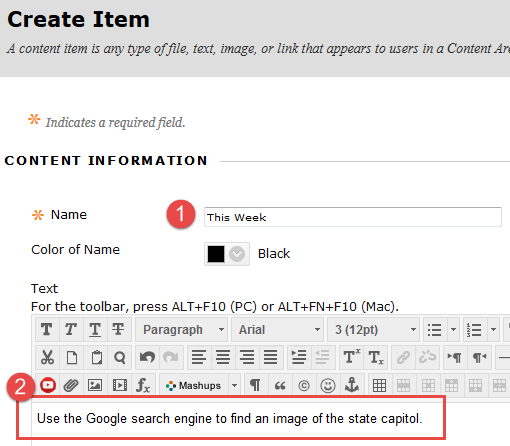 Create Item
A content item is any type of file, text, image, or link that appears to users in a Content
* Indicates a required field.
CONTENT INFORMATION
* Name 1 This Week
Color of Name Black
Text
For the toolbar, press ALT+F10 (PC) or ALT+FN+F10 (Mac).
T T T T Paragraph Arial 3 (12pt)
Tx Tx
fx Mashups ¶ “ ©
2
Use the Google search engine to find an image of the state capitol.